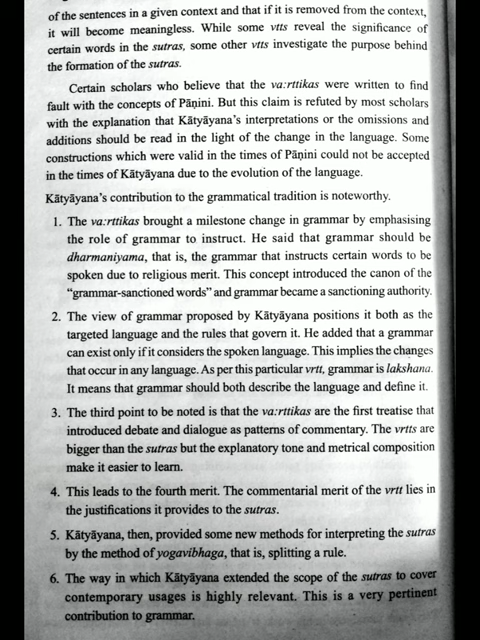 of the sentences in a given context and that if it is removed from the context,
it will become meaningless. While some vtts reveal the significance of
certain words in the sutras, some other vtts investigate the purpose behind
the formation of the sutras.
Certain scholars who believe that the va:rttikas were written to find
fault with the concepts of Pāṇini. But this claim is refuted by most scholars
with the explanation that Kātyāyana's interpretations or the omissions and
additions should be read in the light of the change in the language. Some
constructions which were valid in the times of Pāṇini could not be accepted
in the times of Kātyāyana due to the evolution of the language.
Kātyāyana's contribution to the grammatical tradition is noteworthy.
1. The va:rttikas brought a milestone change in grammar by emphasising
the role of grammar to instruct. He said that grammar should be
dharmaniyama, that is, the grammar that instructs certain words to be
spoken due to religious merit. This concept introduced the canon of the
"grammar-sanctioned words" and grammar became a sanctioning authority.
2. The view of grammar proposed by Kātyāyana positions it both as the
targeted language and the rules that govern it. He added that a grammar
can exist only if it considers the spoken language. This implies the changes
that occur in any language. As per this particular vrtt, grammar is lakshana.
It means that grammar should both describe the language and define it.
3. The third point to be noted is that the va:rttikas are the first treatise that
introduced debate and dialogue as patterns of commentary. The vrtts are
bigger than the sutras but the explanatory tone and metrical composition
make it easier to learn.
4. This leads to the fourth merit. The commentarial merit of the vrtt lies in
the justifications it provides to the sutras.
5. Kātyāyana, then, provided some new methods for interpreting the sutras
by the method of yogavibhaga, that is, splitting a rule.
6. The way in which Kātyāyana extended the scope of the sutras to cover
contemporary usages is highly relevant. This is a very pertinent
contribution to grammar.